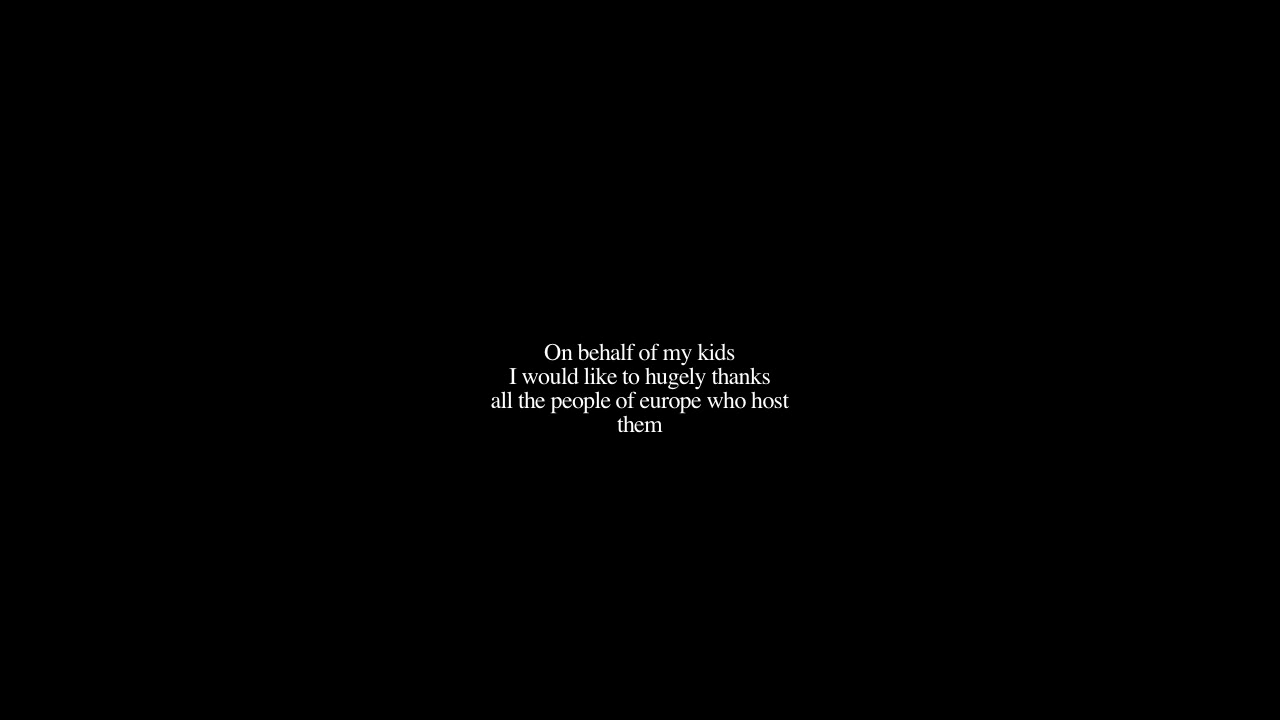 On behalf of my kids
I would like to hugely thanks
all the people of europe who host
them